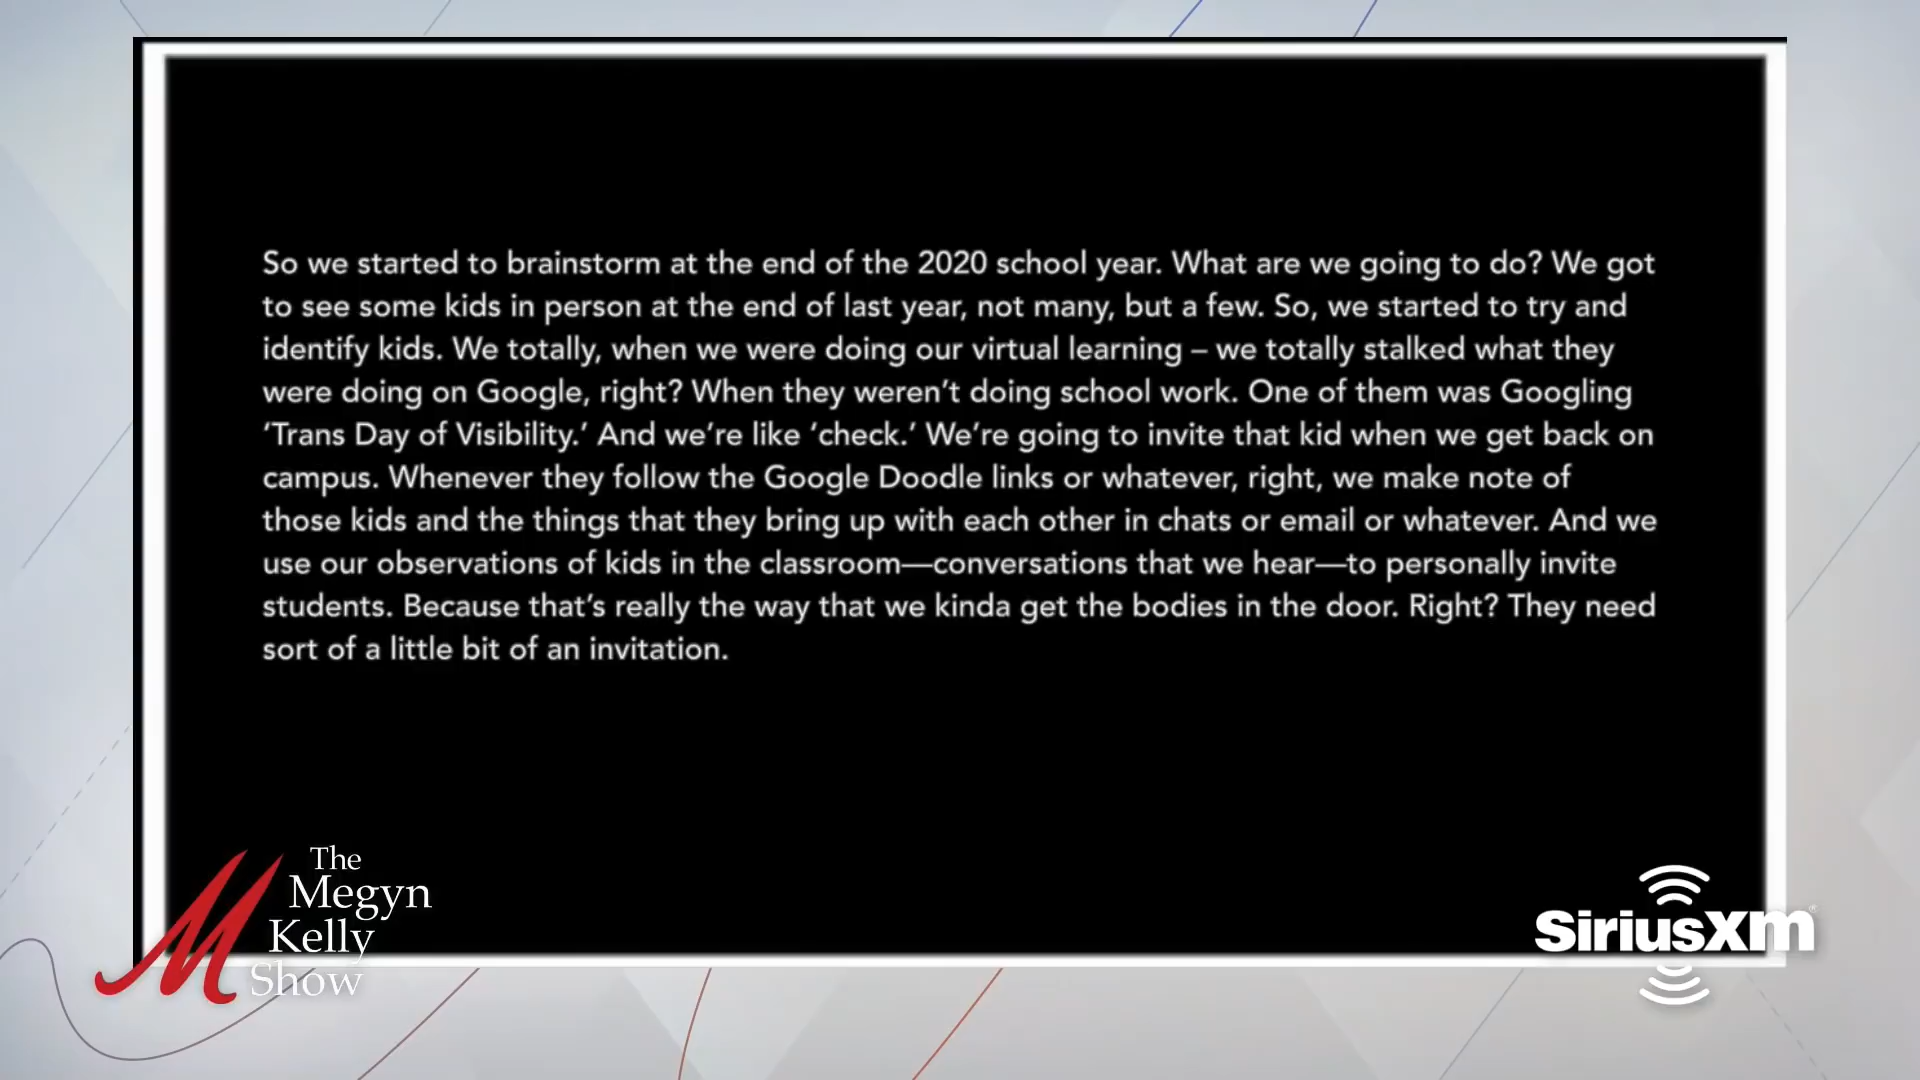 So we started to brainstorm at the end of the 2020 school year. What are we going to do? We got
to see some kids in person at the end of last year, not many, but a few. So, we started to try and
identify kids. We totally, when we were doing our virtual learning – we totally stalked what they
were doing on Google, right? When they weren’t doing school work. One of them was Googling
‘Trans Day of Visibility.’ And we’re like ‘check.’ We’re going to invite that kid when we get back on
campus. Whenever they follow the Google Doodle links or whatever, right, we make note of
those kids and the things that they bring up with each other in chats or email or whatever. And we
use our observations of kids in the classroom—conversations that we hear—to personally invite
students. Because that’s really the way that we kinda get the bodies in the door. Right? They need
sort of a little bit of an invitation.
The
Megyn
Kelly
Show
SiriusXm®